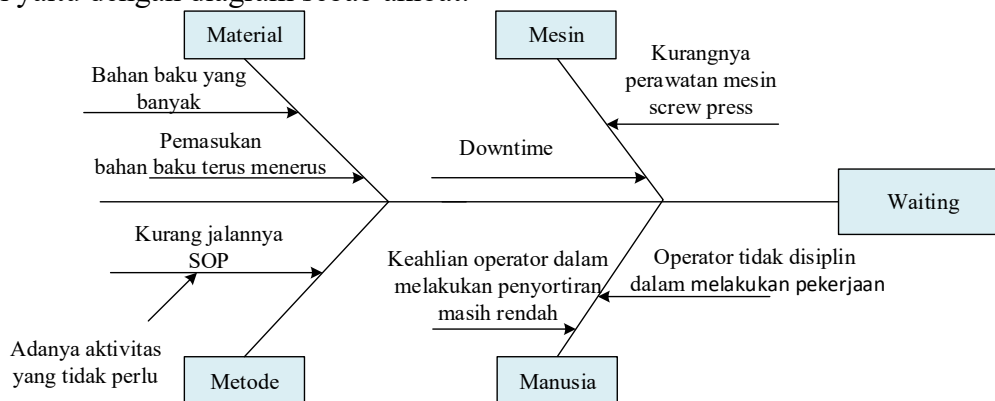 Material
Mesin
Bahan baku yang
banyak
Kurangnya
perawatan mesin
screw press
Pemasukan
bahan baku terus menerus
Downtime
Waiting
Kurang jalannya
SOP
Keahlian operator dalam
melakukan penyortiran
masih rendah
Operator tidak disiplin
dalam melakukan pekerjaan
Adanya aktivitas
yang tidak perlu
Metode
Manusia